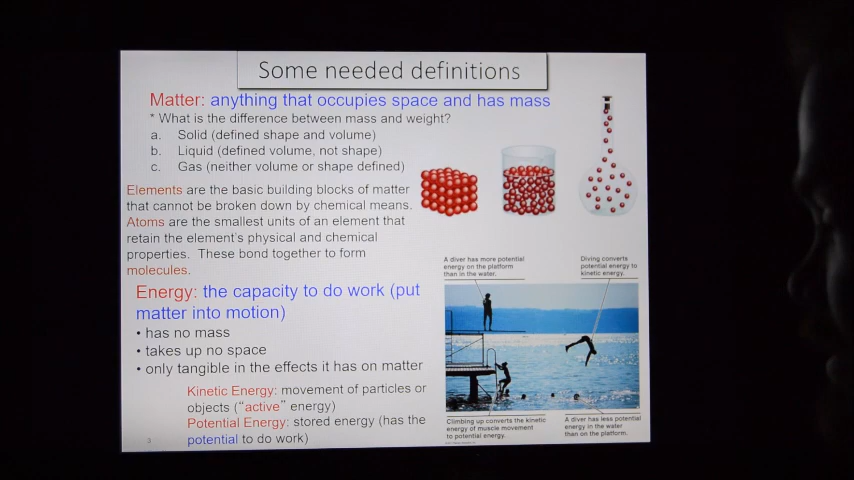 Some needed definitions
Matter: anything that occupies space and has mass
* What is the difference between mass and weight?
a. Solid (defined shape and volume)
b. Liquid (defined volume, not shape)
c. Gas (neither volume or shape defined)
Elements are the basic building blocks of matter
that cannot be broken down by chemical means.
Atoms are the smallest units of an element that
retain the element's physical and chemical
properties. These bond together to form
molecules.
Energy: the capacity to do work (put
matter into motion)
• has no mass
• takes up no space
• only tangible in the effects it has on matter
Kinetic Energy: movement of particles or
objects ("active" energy)
Potential Energy: stored energy (has the
potential to do work)
3
A diver has more potential
energy on the platform
than in the water.
Diving converts
potential energy to
kinetic energy.
Climbing up converts the kinetic
energy of muscle movement
to potential energy.
A diver has less potential
energy in the water
than on the platform.